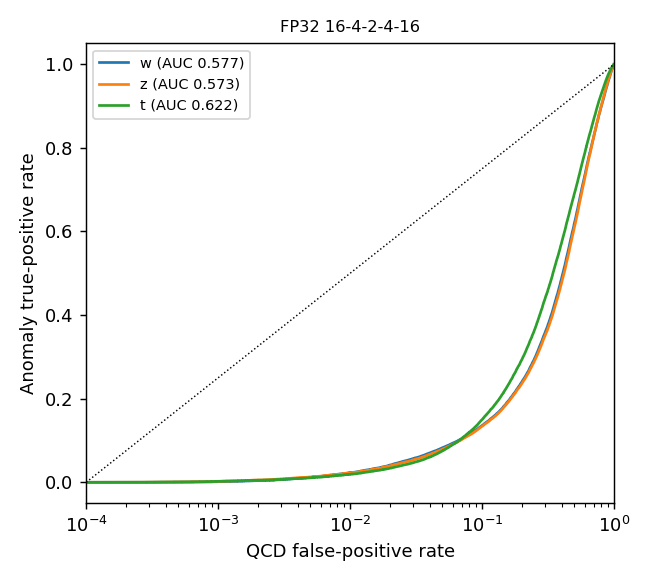 FP32 16-4-2-4-16
w (AUC 0.577)
z (AUC 0.573)
t (AUC 0.622)
1.0
0.8
0.6
0.4
0.2
0.0
Anomaly true-positive rate
10⁻⁴ 10⁻³ 10⁻² 10⁻¹ 10⁰
QCD false-positive rate